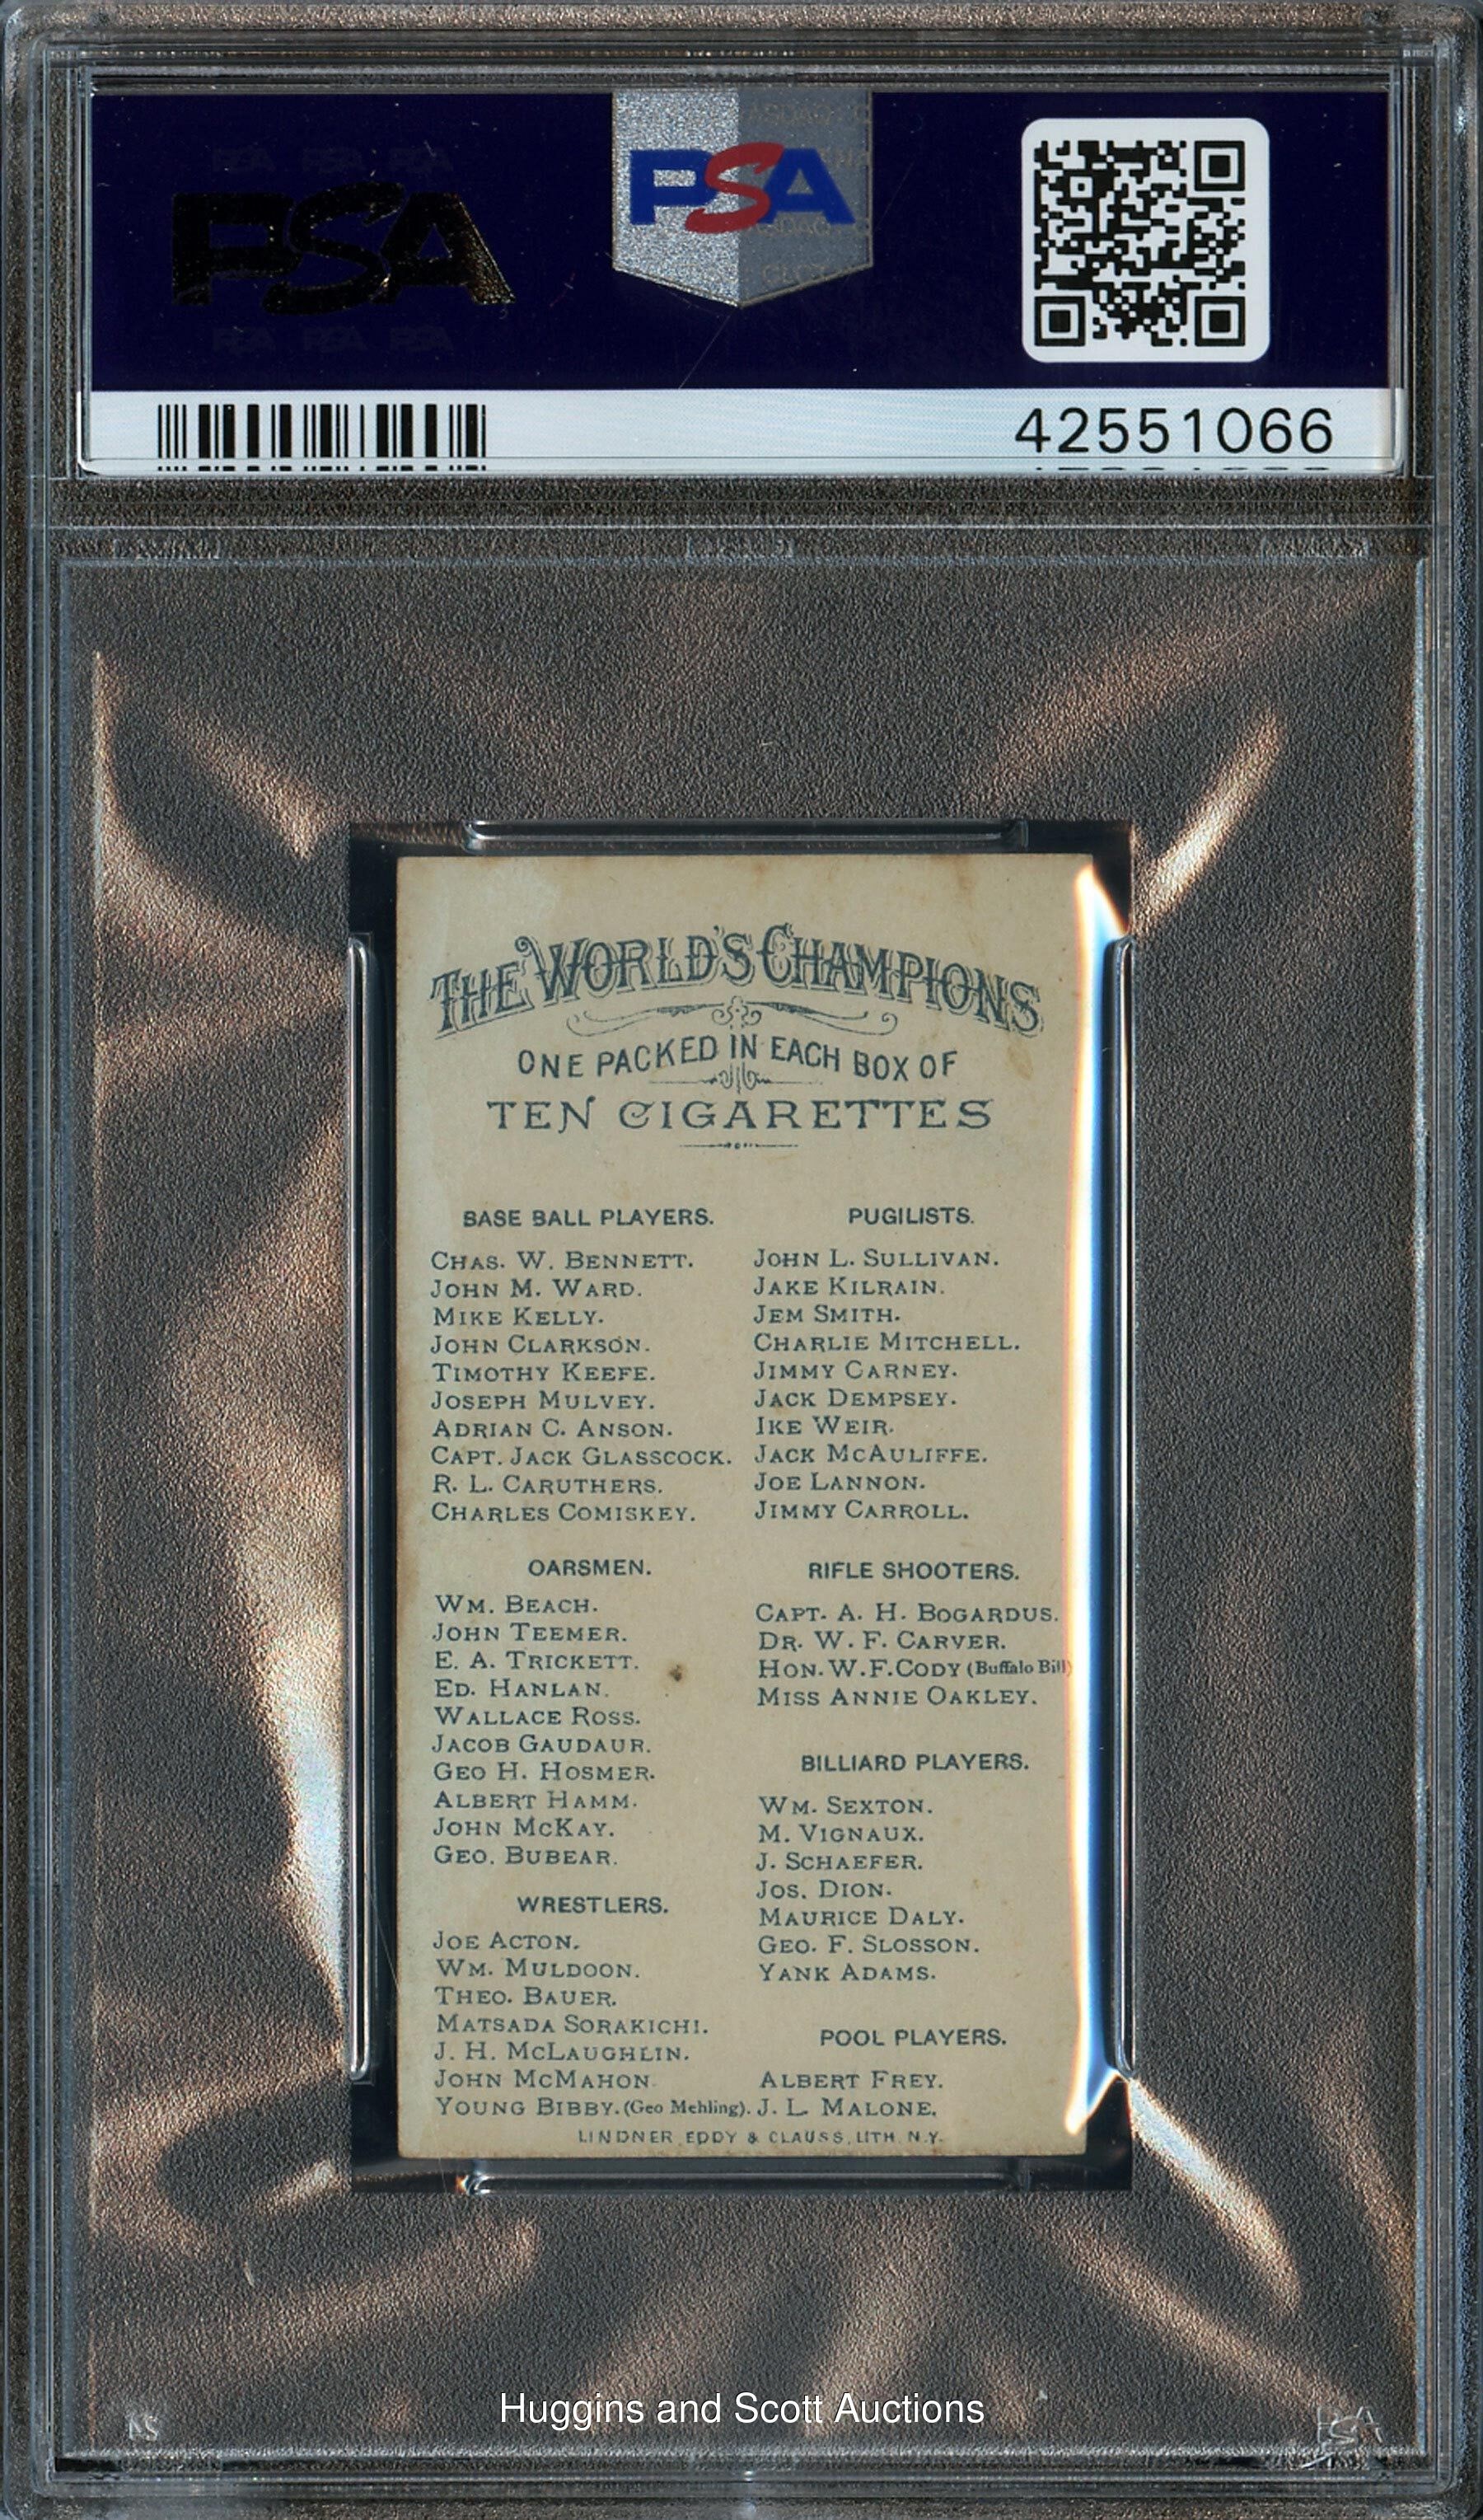 PSA
PSA
42551066
THE WORLD'S CHAMPIONS
ONE PACKED IN EACH BOX OF
TEN CIGARETTES
BASE BALL PLAYERS.
CHAS. W. BENNETT.
JOHN M. WARD.
MIKE KELLY.
JOHN CLARKSON.
TIMOTHY KEEFE.
JOSEPH MULVEY.
ADRIAN C. ANSON.
CAPT. JACK GLASSCOCK.
R. L. CARUTHERS.
CHARLES COMISKEY.
OARSMEN.
WM. BEACH.
JOHN TEEMER.
E. A. TRICKETT.
ED. HANLAN.
WALLACE ROSS.
JACOB GAUDAUR.
GEO H. HOSMER.
ALBERT HAMM.
JOHN McKAY.
GEO. BUBEAR.
WRESTLERS.
JOE ACTON.
WM. MULDOON.
THEO. BAUER.
MATSADA SORAKICHI.
J. H. McLAUGHLIN.
JOHN McMAHON
YOUNG BIBBY. (Geo Mehling).
PUGILISTS.
JOHN L. SULLIVAN.
JAKE KILRAIN.
JEM SMITH.
CHARLIE MITCHELL.
JIMMY CARNEY.
JACK DEMPSEY.
IKE WEIR.
JACK McAULIFFE.
JOE LANNON.
JIMMY CARROLL.
RIFLE SHOOTERS.
CAPT. A. H. BOGARDUS.
DR. W. F. CARVER.
HON. W. F. CODY (Buffalo Bill)
MISS ANNIE OAKLEY.
BILLIARD PLAYERS.
WM. SEXTON.
M. VIGNAUX.
J. SCHAEFER.
JOS. DION.
MAURICE DALY.
GEO. F. SLOSSON.
YANK ADAMS.
POOL PLAYERS.
ALBERT FREY.
J. L. MALONE.
LINDNER, EDDY & CLAUSS, LITH. N.Y.
Huggins and Scott Auctions
PSA